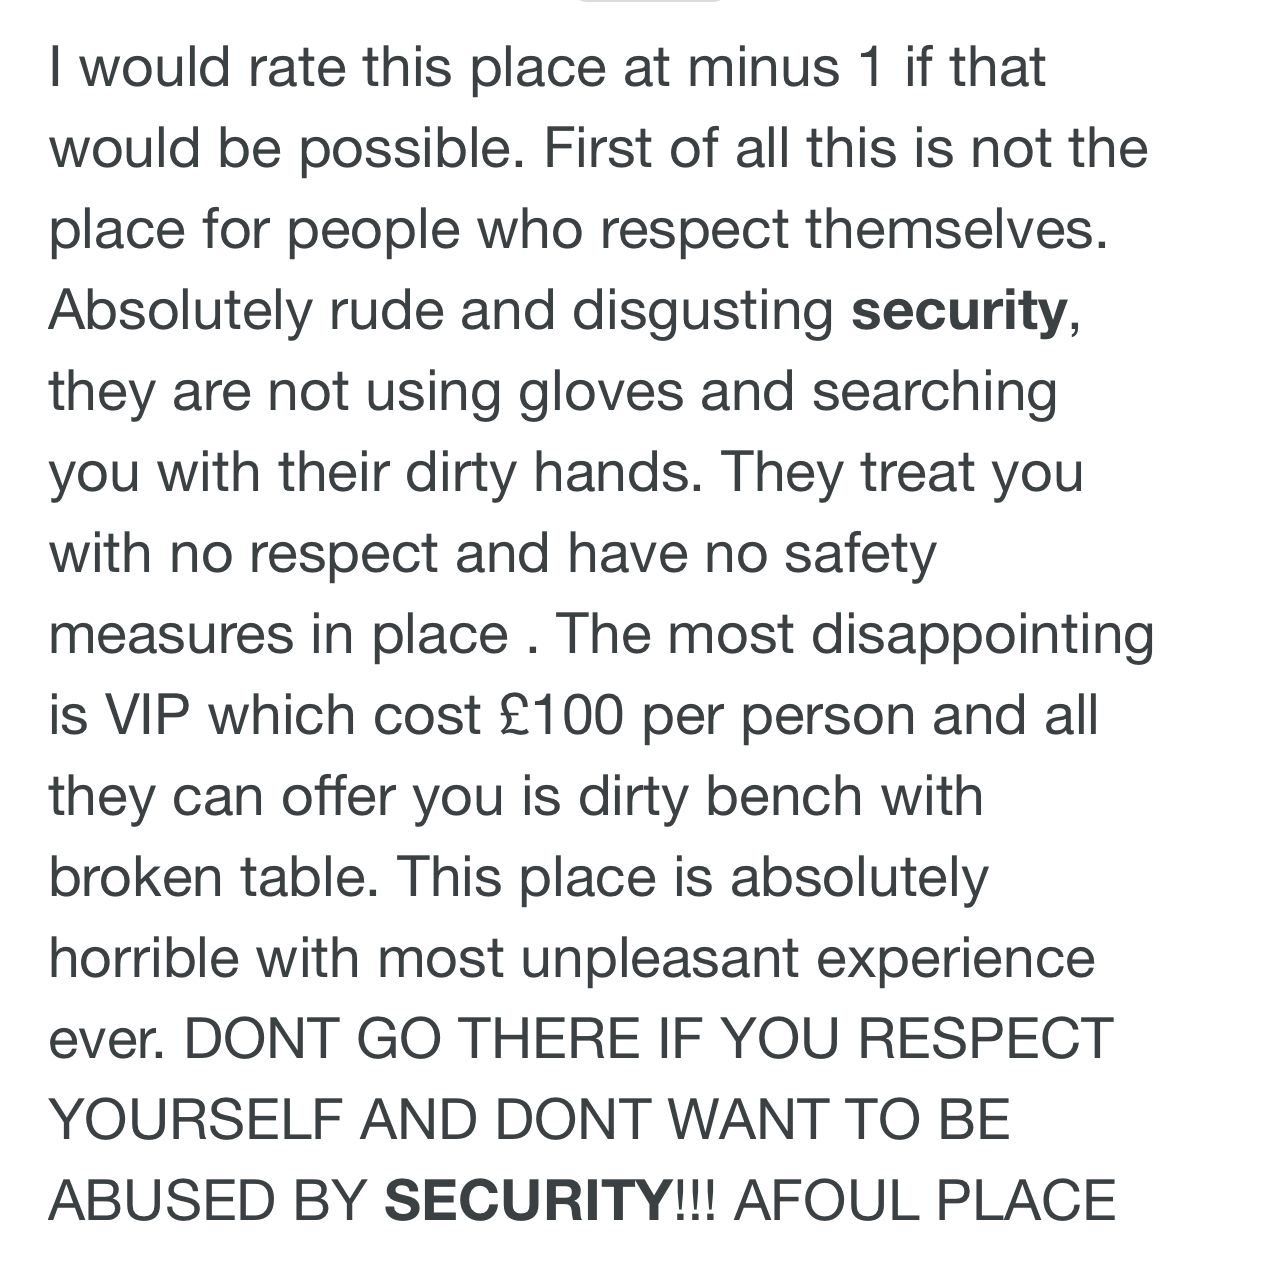 I would rate this place at minus 1 if that
would be possible. First of all this is not the
place for people who respect themselves.
Absolutely rude and disgusting security,
they are not using gloves and searching
you with their dirty hands. They treat you
with no respect and have no safety
measures in place . The most disappointing
is VIP which cost £100 per person and all
they can offer you is dirty bench with
broken table. This place is absolutely
horrible with most unpleasant experience
ever. DONT GO THERE IF YOU RESPECT
YOURSELF AND DONT WANT TO BE
ABUSED BY SECURITY!!! AFOUL PLACE